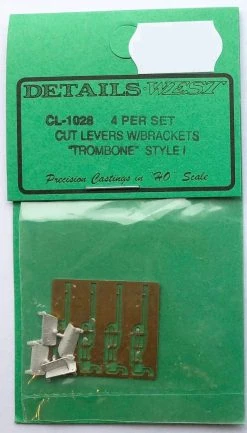 DETAILS WEST
CL-1028 4 PER SET
CUT LEVERS W/BRACKETS
"TROMBONE" STYLE I
Precision Castings in "HO" Scale